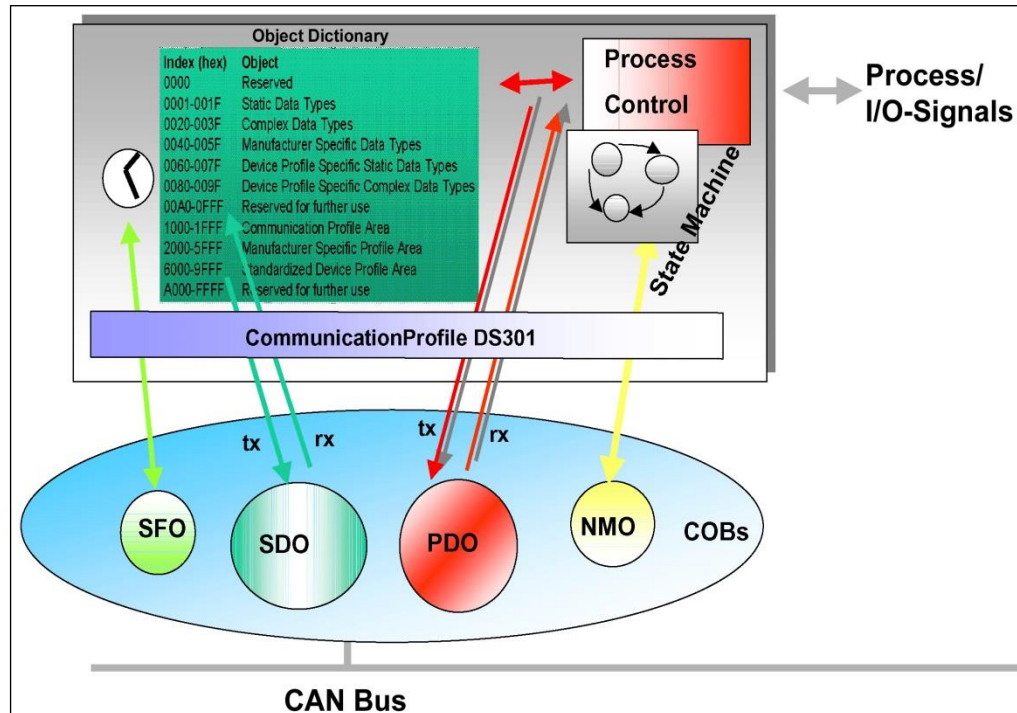 Object Dictionary
Index (hex) Object
0000 Reserved
0001-001F Static Data Types
0020-003F Complex Data Types
0040-005F Manufacturer Specific Data Types
0060-007F Device Profile Specific Static Data Types
0080-009F Device Profile Specific Complex Data Types
00A0-0FFF Reserved for further use
1000-1FFF Communication Profile Area
2000-5FFF Manufacturer Specific Profile Area
6000-9FFF Standardized Device Profile Area
A000-FFFF Reserved for further use
Process
Control
State Machine
Process/
I/O-Signals
CommunicationProfile DS301
tx
rx
tx
rx
SFO
SDO
PDO
NMO
COBs
CAN Bus